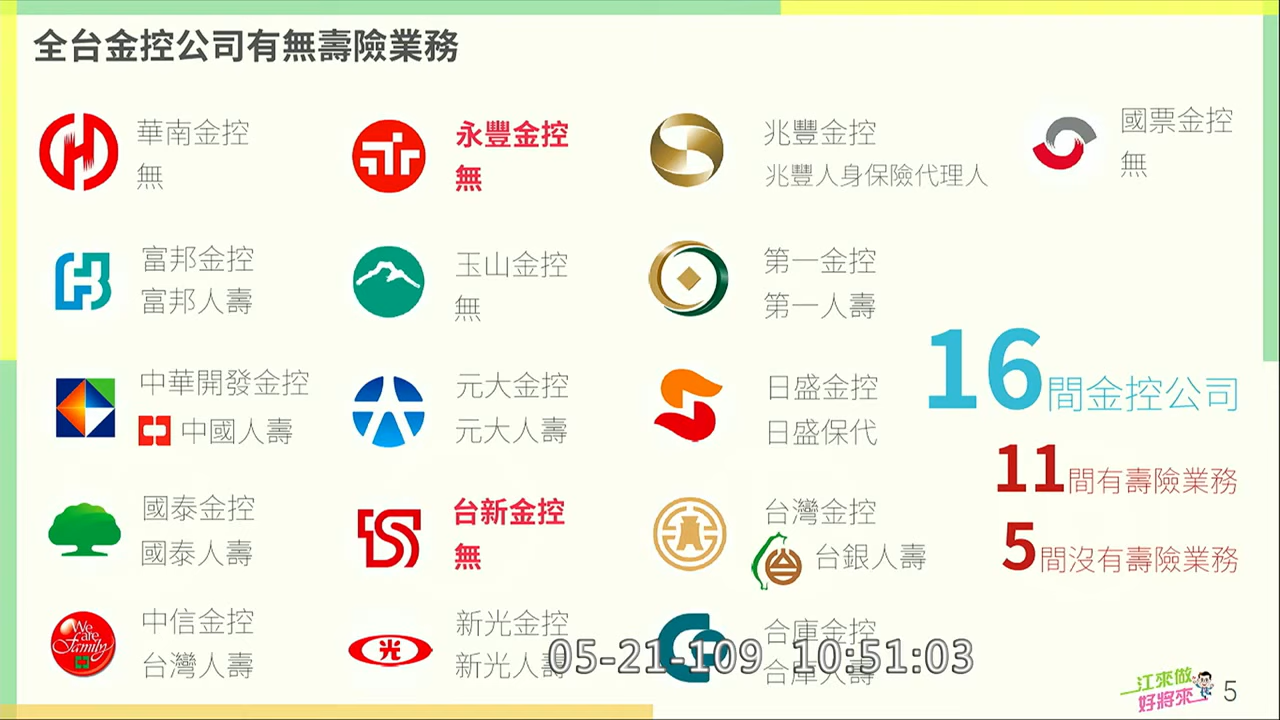 全台金控公司有無壽險業務
華南金控
無
永豐金控
無
兆豐金控
兆豐人身保險代理人
國票金控
無
富邦金控
富邦人壽
玉山金控
無
第一金控
第一人壽
中華開發金控
中國人壽
元大金控
元大人壽
日盛金控
日盛保代
16間金控公司
11間有壽險業務
5間沒有壽險業務
國泰金控
國泰人壽
台新金控
無
台灣金控
台銀人壽
We are Family
中信金控
台灣人壽
光
新光金控
新光人壽
合庫金控
合庫人壽
05-21-109 10:51:03
江來做
好將來
5